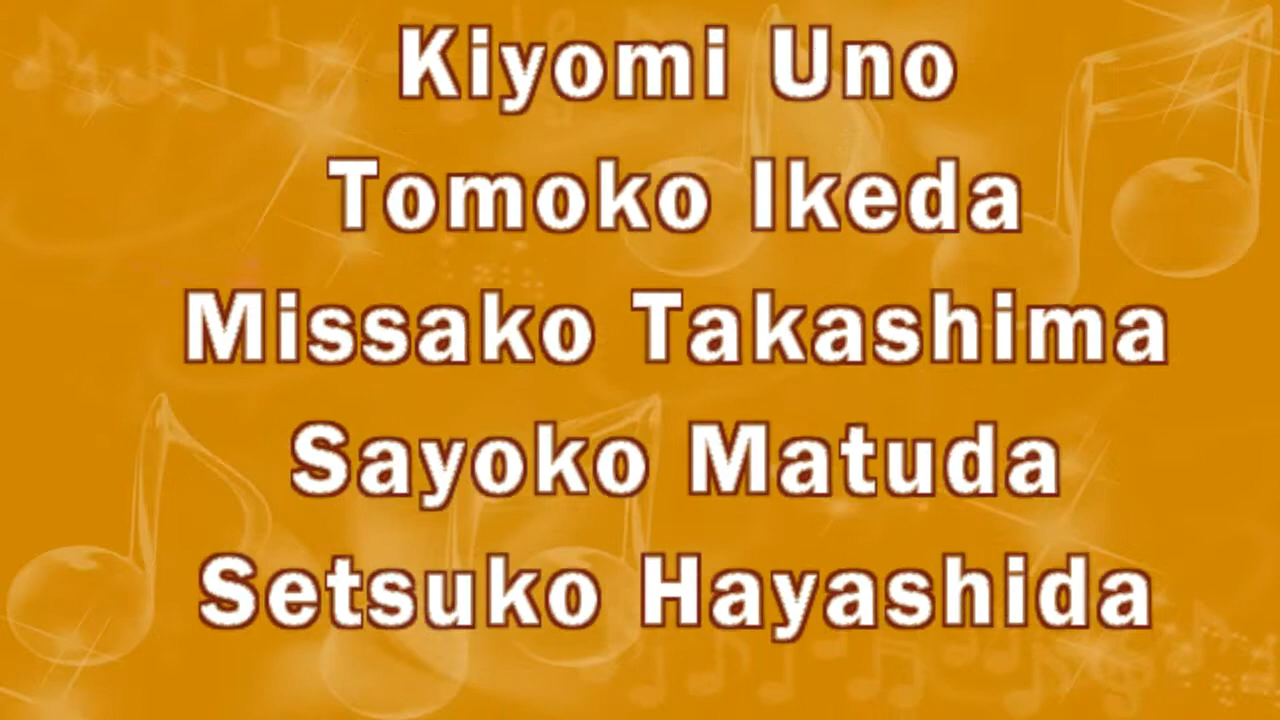 Kiyomi Uno
Tomoko Ikeda
Missako Takashima
Sayoko Matuda
Setsuko Hayashida